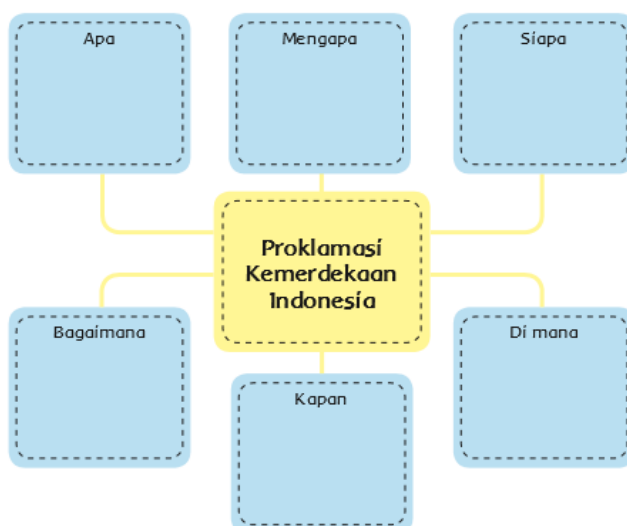 Apa
Mengapa
Siapa
Proklamasi
Kemerdekaan
Indonesia
Bagaimana
Kapan
Di mana